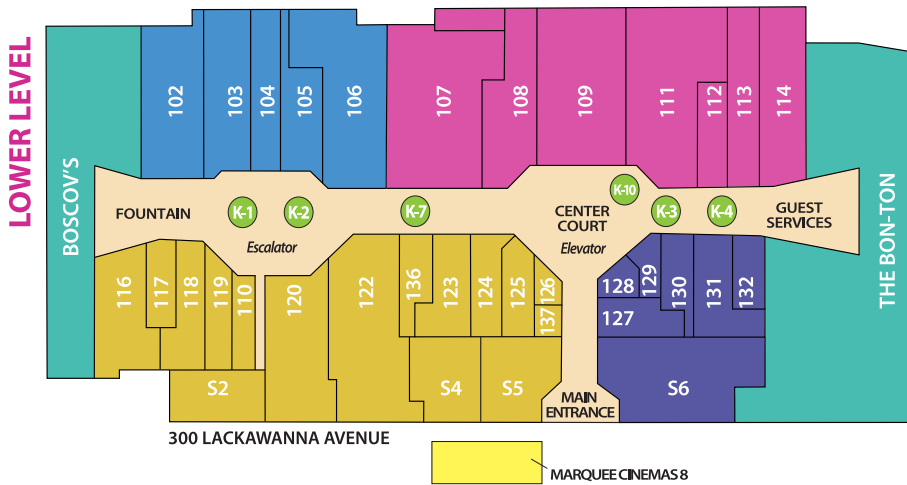 LOWER LEVEL
BOSCOV'S
102
103
104
105
106
107
108
109
111
112
113
114
THE BON-TON
FOUNTAIN
K-1
K-2
K-7
K-10
K-3
K-4
Escalator
CENTER
COURT
Elevator
GUEST
SERVICES
116
117
118
119
110
120
122
136
123
124
125
126
137
128
129
130
131
132
127
S2
S4
S5
S6
MAIN
ENTRANCE
300 LACKAWANNA AVENUE
MARQUEE CINEMAS 8